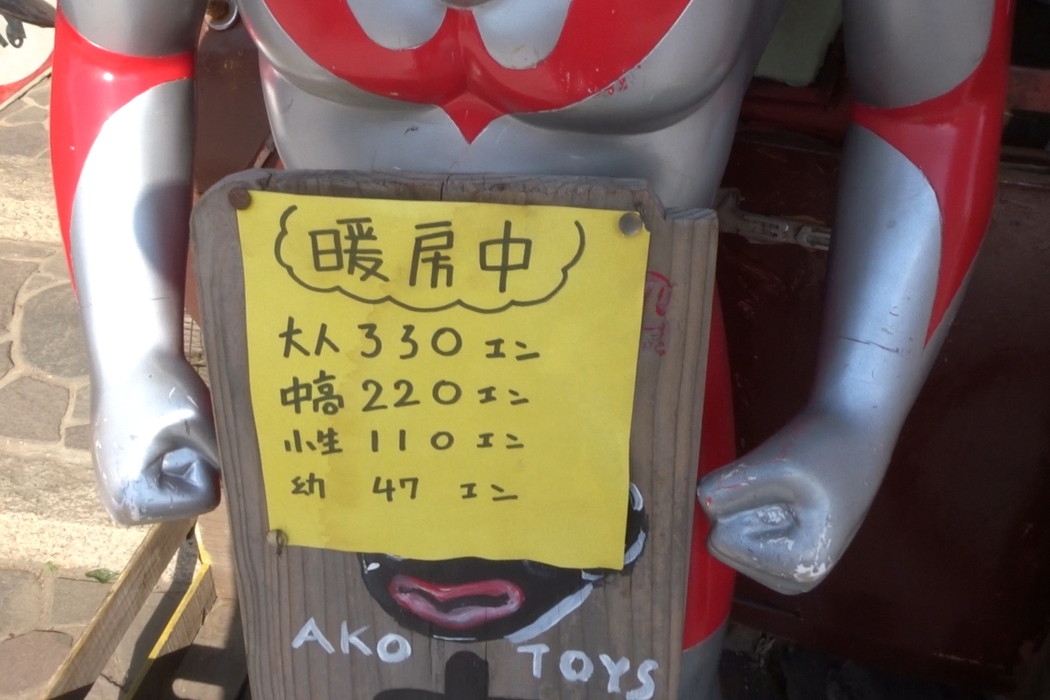 暖房中
大人 330 エン
中高 220 エン
小生 110 エン
幼 47 エン
AKO TOYS